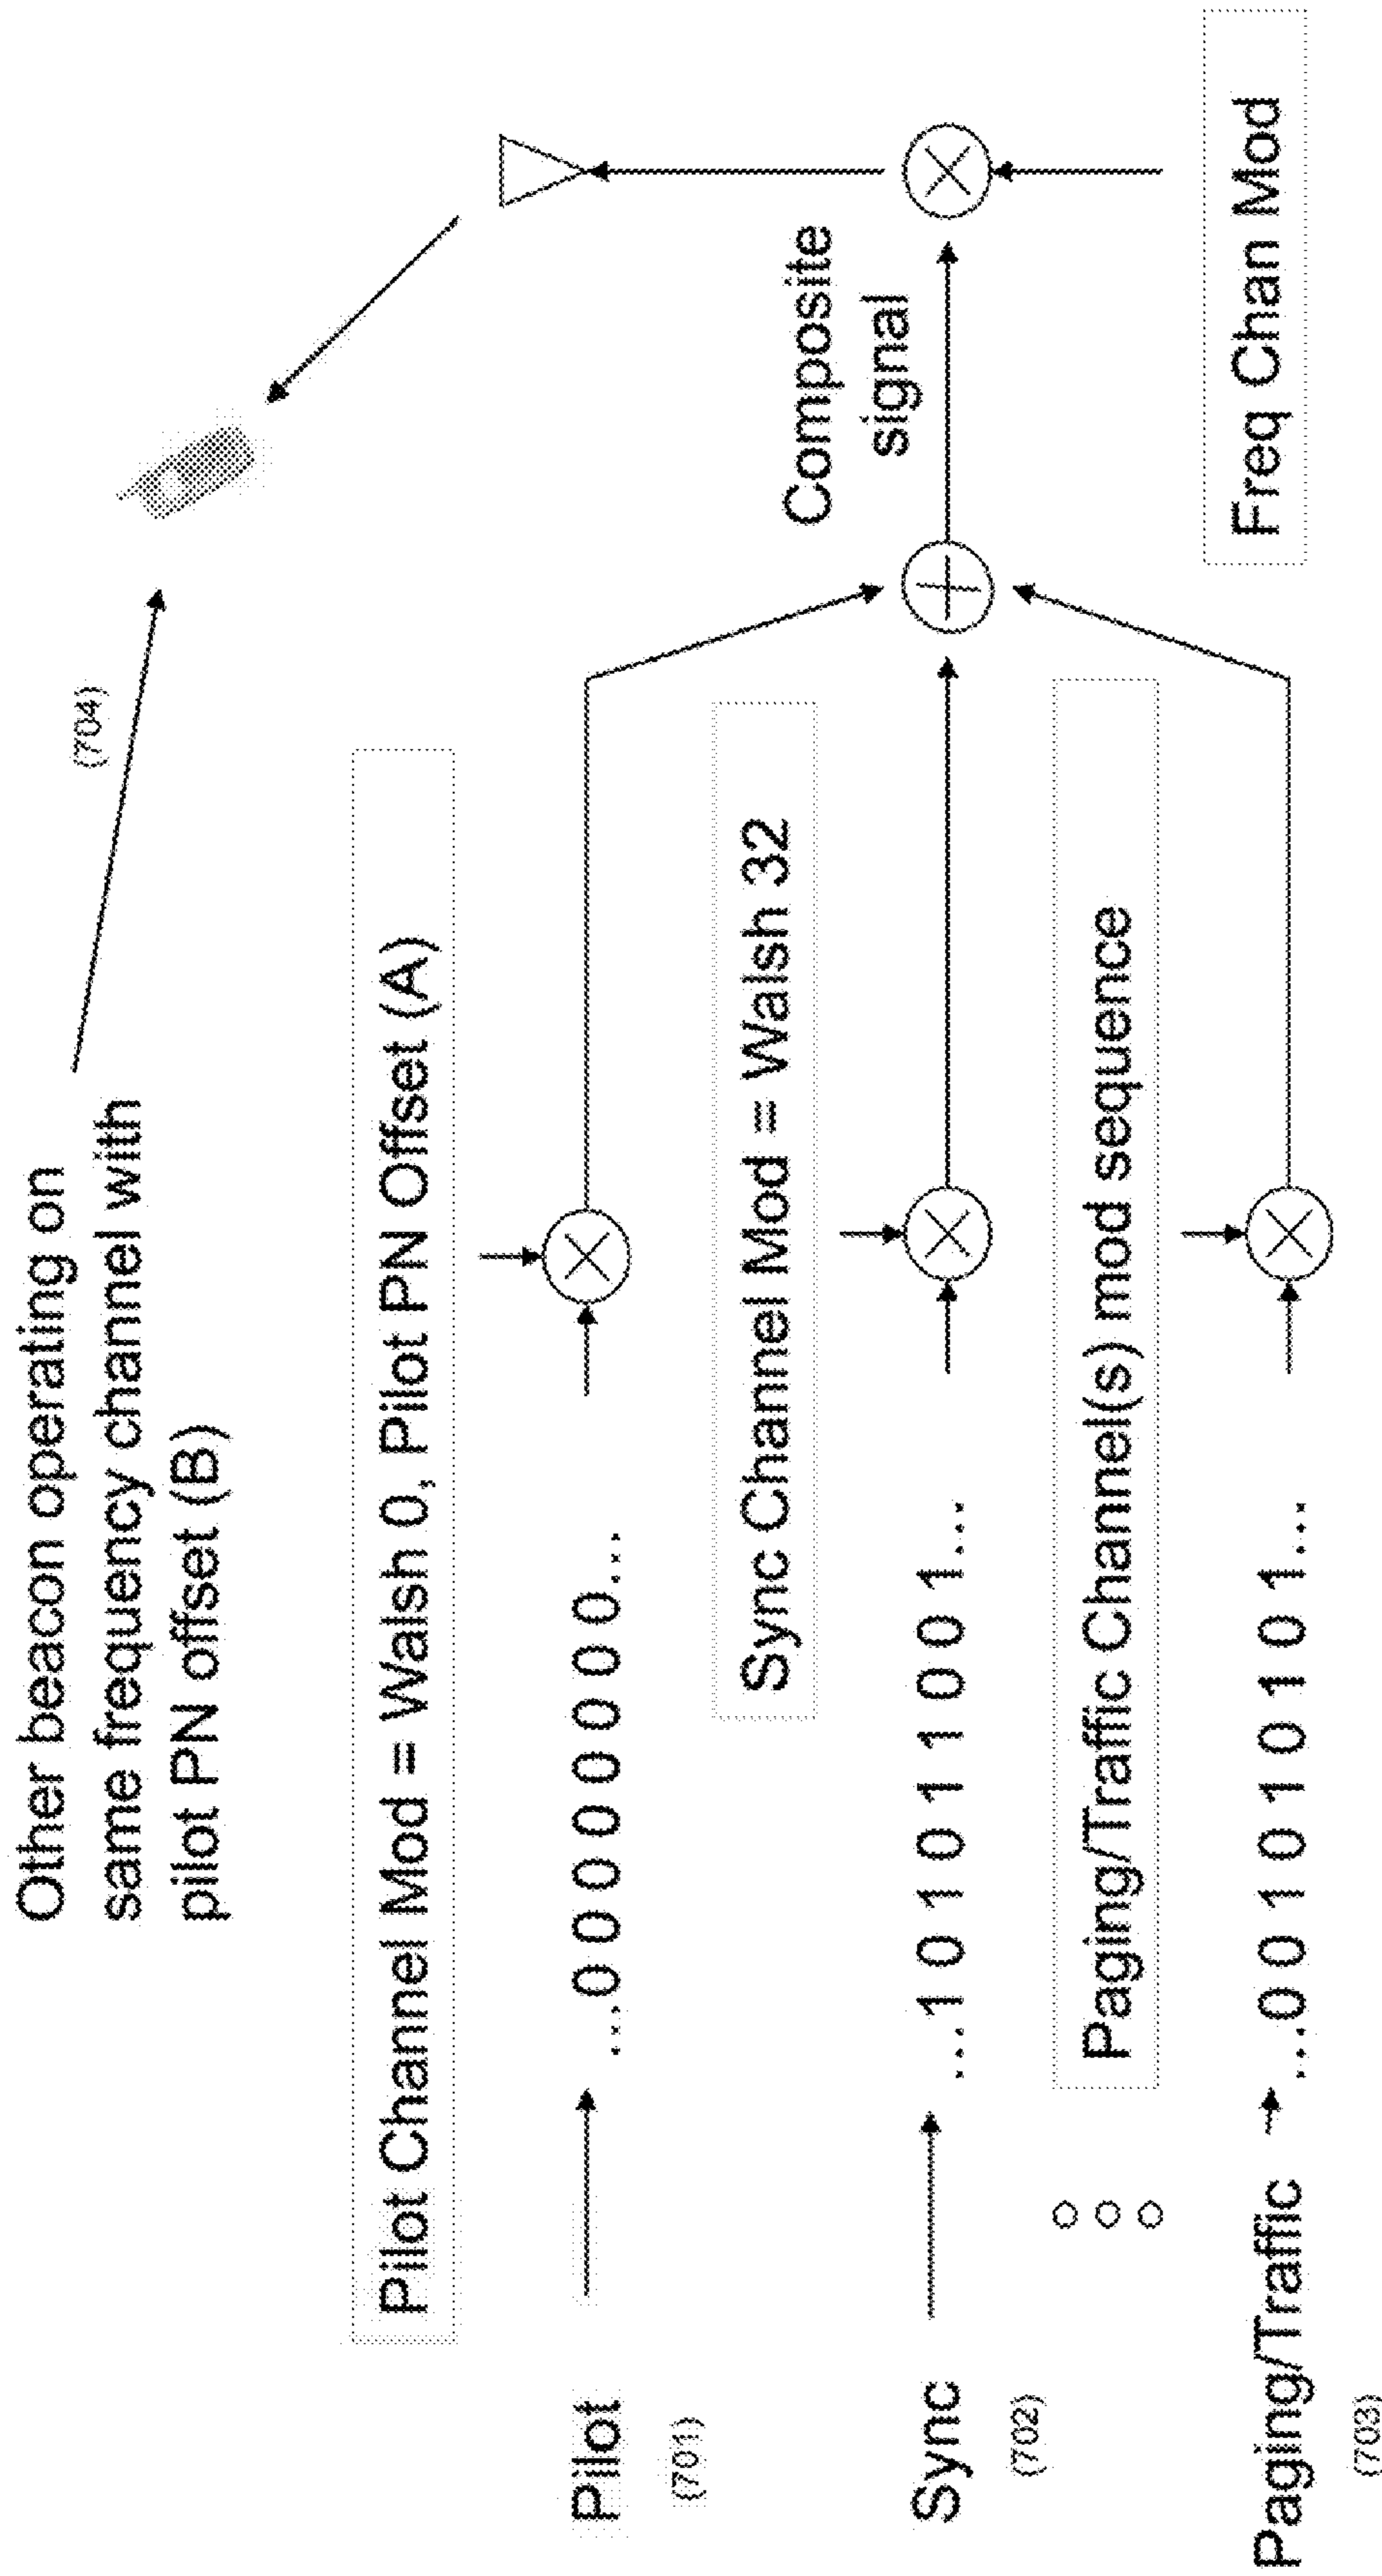 Other beacon operating on
same frequency channel with
pilot PN offset (B)
(704)
Pilot Channel Mod = Walsh 0, Pilot PN Offset (A)
Pilot
...0 0 0 0 0 0 0 0...
(701)
Sync Channel Mod = Walsh 32
Composite
signal
Sync
...1 0 1 0 1 1 0 0 1...
(702)
Paging/Traffic Channel(s) mod sequence
Freq Chan Mod
Paging/Traffic
...0 0 1 0 1 0 1 0 1...
(703)